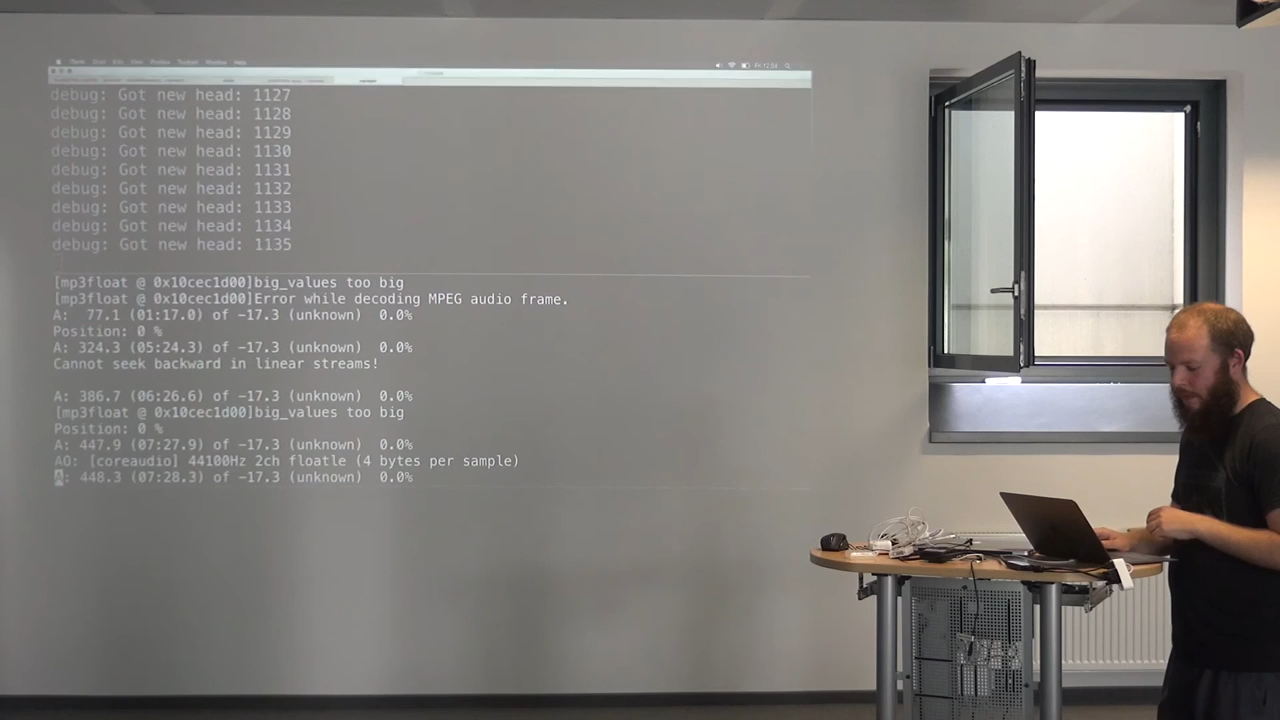 Fri 12:54
debug: Got new head: 1127
debug: Got new head: 1128
debug: Got new head: 1129
debug: Got new head: 1130
debug: Got new head: 1131
debug: Got new head: 1132
debug: Got new head: 1133
debug: Got new head: 1134
debug: Got new head: 1135
[mp3float @ 0x10cec1d00]big_values too big
[mp3float @ 0x10cec1d00]Error while decoding MPEG audio frame.
A:  77.1 (01:17.0) of -17.3 (unknown)  0.0%
Position: 0 %
A: 324.3 (05:24.3) of -17.3 (unknown)  0.0%
Cannot seek backward in linear streams!
A: 386.7 (06:26.6) of -17.3 (unknown)  0.0%
[mp3float @ 0x10cec1d00]big_values too big
Position: 0 %
A: 447.9 (07:27.9) of -17.3 (unknown)  0.0%
AO: [coreaudio] 44100Hz 2ch floatle (4 bytes per sample)
A: 448.3 (07:28.3) of -17.3 (unknown)  0.0%